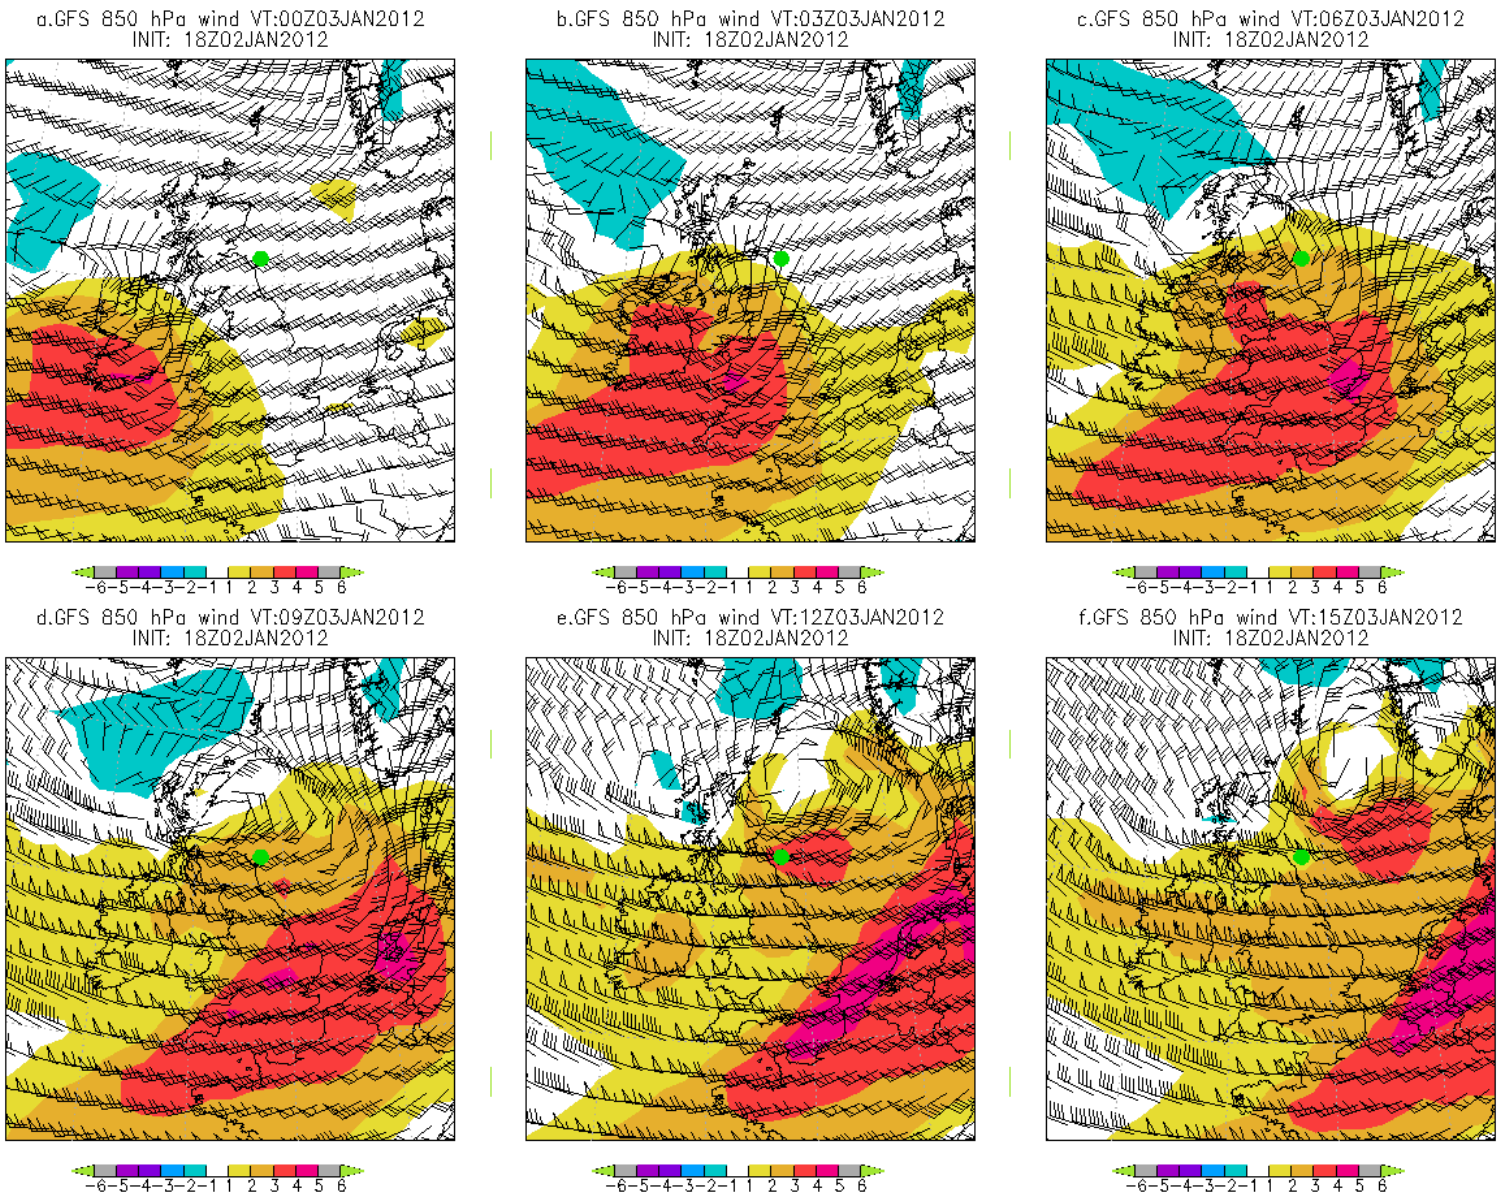 a.GFS 850 hPa wind VT:00Z03JAN2012
INIT: 18Z02JAN2012
b.GFS 850 hPa wind VT:03Z03JAN2012
INIT: 18Z02JAN2012
c.GFS 850 hPa wind VT:06Z03JAN2012
INIT: 18Z02JAN2012
-6-5-4-3-2-1 1 2 3 4 5 6
-6-5-4-3-2-1 1 2 3 4 5 6
-6-5-4-3-2-1 1 2 3 4 5 6
d.GFS 850 hPa wind VT:09Z03JAN2012
INIT: 18Z02JAN2012
e.GFS 850 hPa wind VT:12Z03JAN2012
INIT: 18Z02JAN2012
f.GFS 850 hPa wind VT:15Z03JAN2012
INIT: 18Z02JAN2012
-6-5-4-3-2-1 1 2 3 4 5 6
-6-5-4-3-2-1 1 2 3 4 5 6
-6-5-4-3-2-1 1 2 3 4 5 6